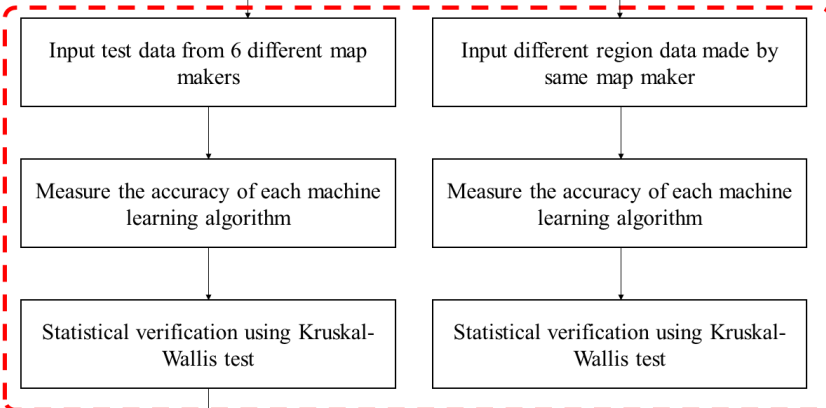 Input test data from 6 different map
makers
Input different region data made by
same map maker
Measure the accuracy of each machine
learning algorithm
Measure the accuracy of each machine
learning algorithm
Statistical verification using Kruskal-
Wallis test
Statistical verification using Kruskal-
Wallis test